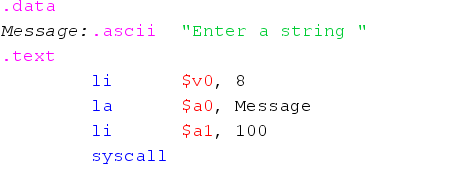 .data
Message:.ascii "Enter a string "
.text
li $v0, 8
la $a0, Message
li $a1, 100
syscall